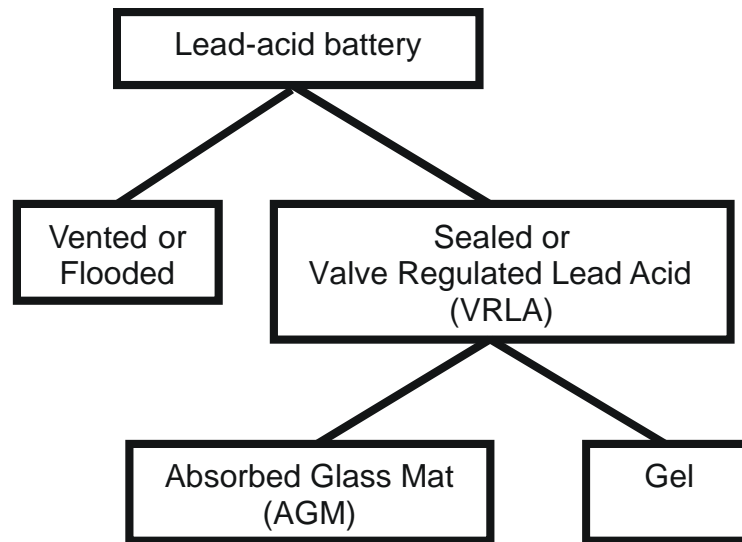 Lead-acid battery
Vented or
Flooded
Sealed or
Valve Regulated Lead Acid
(VRLA)
Absorbed Glass Mat
(AGM)
Gel